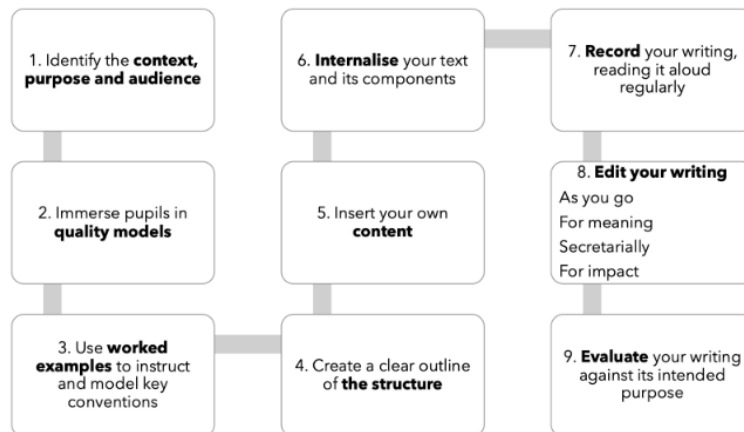 1. Identify the context,
purpose and audience
2. Immerse pupils in
quality models
3. Use worked
examples to instruct
and model key
conventions
4. Create a clear outline
of the structure
5. Insert your own
content
6. Internalise your text
and its components
7. Record your writing,
reading it aloud
regularly
8. Edit your writing
As you go
For meaning
Secretarially
For impact
9. Evaluate your writing
against its intended
purpose